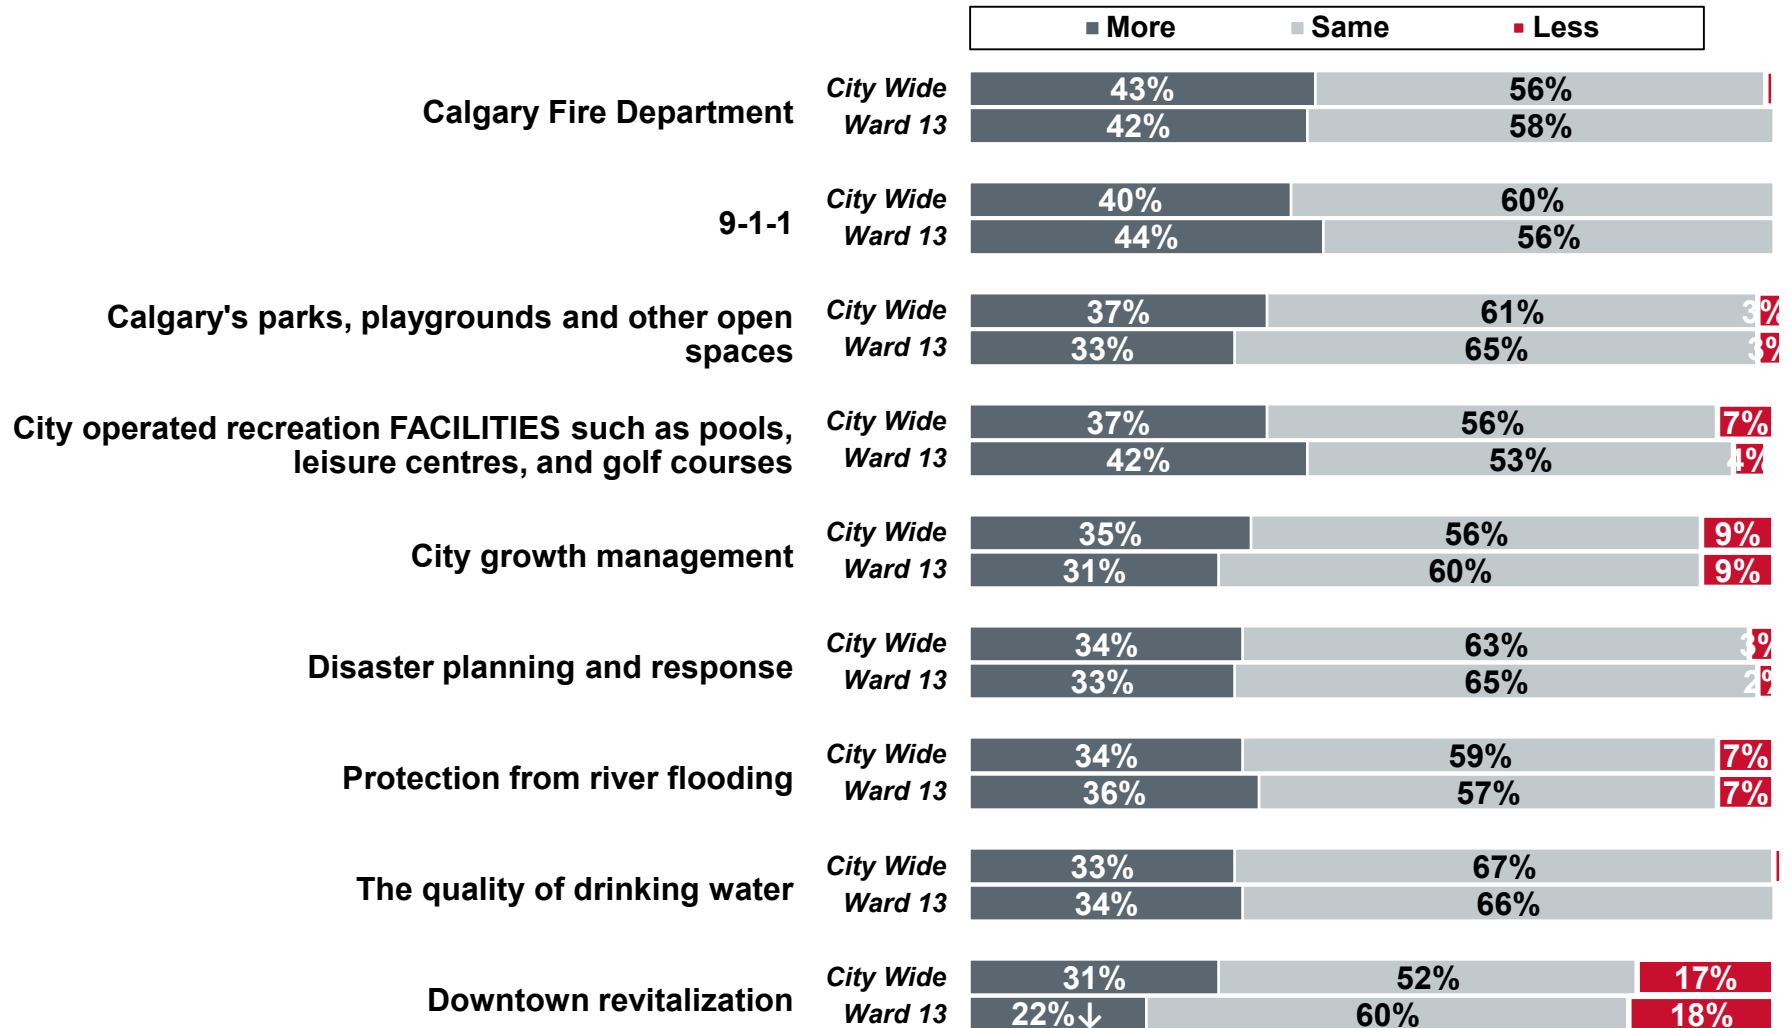 More Same Less
City Wide 43% 56%
Calgary Fire Department
Ward 13 42% 58%
City Wide 40% 60%
9-1-1
Ward 13 44% 56%
City Wide 37% 61% 3%
Calgary's parks, playgrounds and other open
spaces
Ward 13 33% 65% 3%
City Wide 37% 56% 7%
City operated recreation FACILITIES such as pools,
leisure centres, and golf courses
Ward 13 42% 53% 4%
City Wide 35% 56% 9%
City growth management
Ward 13 31% 60% 9%
City Wide 34% 63% 3%
Disaster planning and response
Ward 13 33% 65% 2%
City Wide 34% 59% 7%
Protection from river flooding
Ward 13 36% 57% 7%
City Wide 33% 67%
The quality of drinking water
Ward 13 34% 66%
City Wide 31% 52% 17%
Downtown revitalization
Ward 13 22%↓ 60% 18%